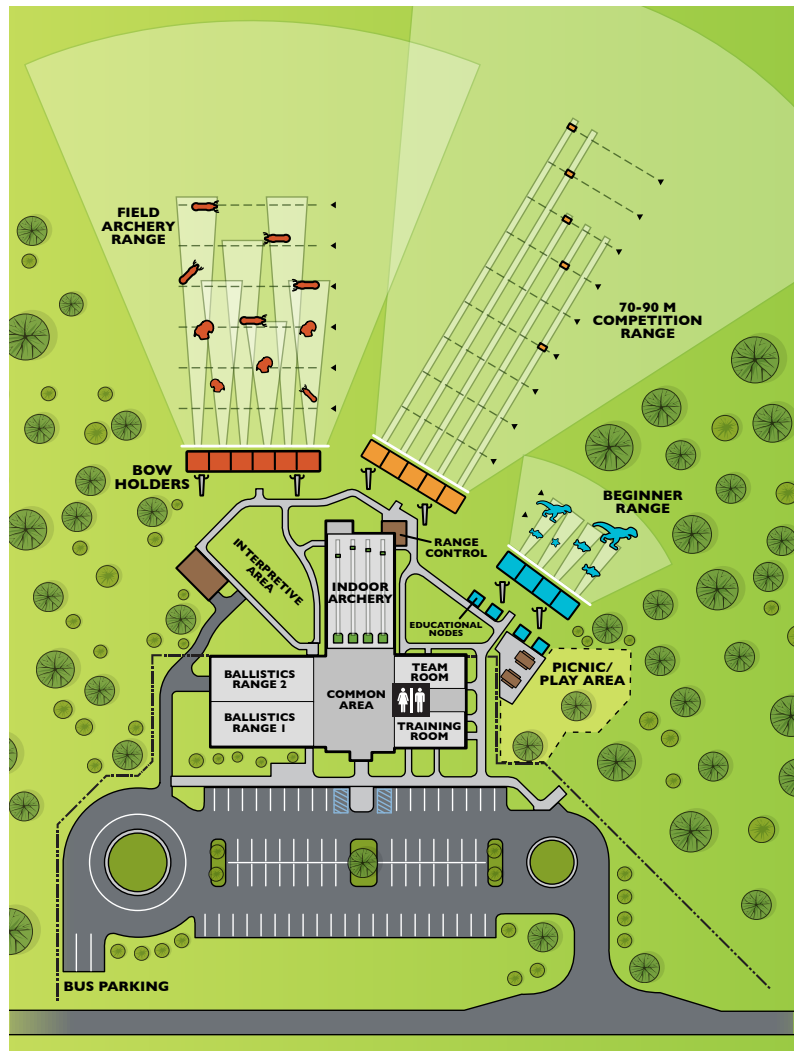 FIELD
ARCHERY
RANGE
70-90 M
COMPETITION
RANGE
BOW
HOLDERS
BEGINNER
RANGE
INTERPRETIVE
AREA
RANGE
CONTROL
INDOOR
ARCHERY
EDUCATIONAL
NODES
BALLISTICS
RANGE 2
COMMON
AREA
TEAM
ROOM
PICNIC/
PLAY AREA
BALLISTICS
RANGE 1
TRAINING
ROOM
BUS PARKING